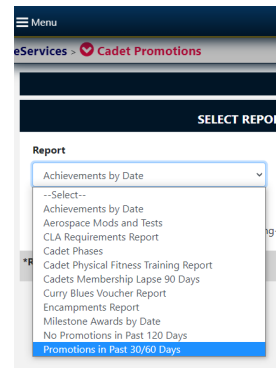 Menu
eServices > Cadet Promotions
SELECT REPO
Report
Achievements by Date
--Select--
Achievements by Date
Aerospace Mods and Tests
CLA Requirements Report
Cadet Phases
Cadet Physical Fitness Training Report
Cadets Membership Lapse 90 Days
Curry Blues Voucher Report
Encampments Report
Milestone Awards by Date
No Promotions in Past 120 Days
Promotions in Past 30/60 Days
ng-
*R